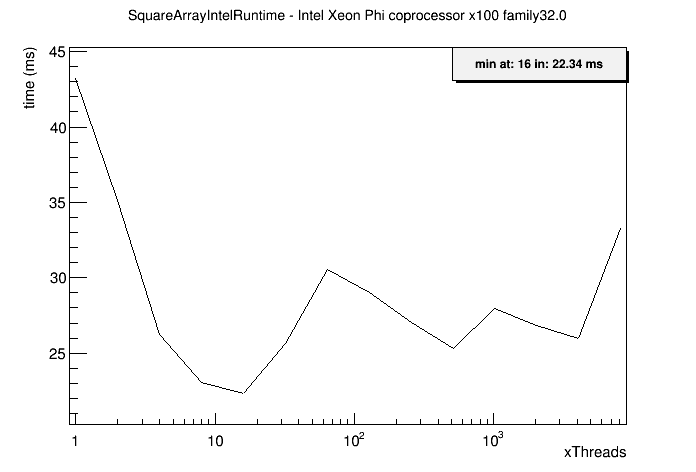 SquareArrayIntelRuntime - Intel Xeon Phi coprocessor x100 family32.0
time (ms)
min at: 16 in: 22.34 ms
45
40
35
30
25
1
10
10²
10³
xThreads